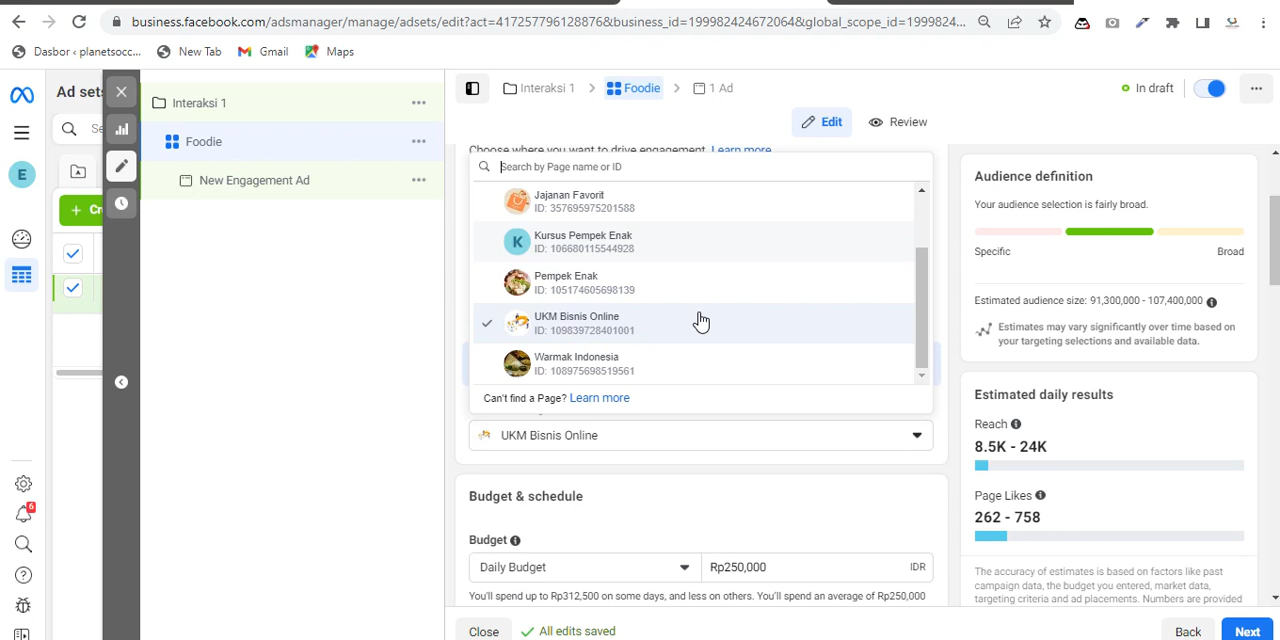 business.facebook.com/adsmanager/manage/adsets/edit?act=417257796128876&business_id=199982424672064&global_scope_id=1999824...
Dasbor ‹ planetsocc...
New Tab
Gmail
Maps
Ad sets
Interaksi 1
Foodie
New Engagement Ad
Interaksi 1
Foodie
1 Ad
In draft
Edit
Review
E
Choose where you want to drive engagement. Learn more
Search by Page name or ID
Jajanan Favorit
ID: 357695975201588
K
Kursus Pempek Enak
ID: 106680115544928
Pempek Enak
ID: 105174605698139
UKM Bisnis Online
ID: 109839728401001
Warmak Indonesia
ID: 108975698519561
Can't find a Page? Learn more
UKM Bisnis Online
Budget & schedule
Budget
Daily Budget
Rp250,000
IDR
You'll spend up to Rp312,500 on some days, and less on others. You'll spend an average of Rp250,000
Close
All edits saved
Back
Next
Audience definition
Your audience selection is fairly broad.
Specific
Broad
Estimated audience size: 91,300,000 - 107,400,000
Estimates may vary significantly over time based on
your targeting selections and available data.
Estimated daily results
Reach
8.5K - 24K
Page Likes
262 - 758
The accuracy of estimates is based on factors like past
campaign data, the budget you entered, market data,
targeting criteria and ad placements. Numbers are provided
6